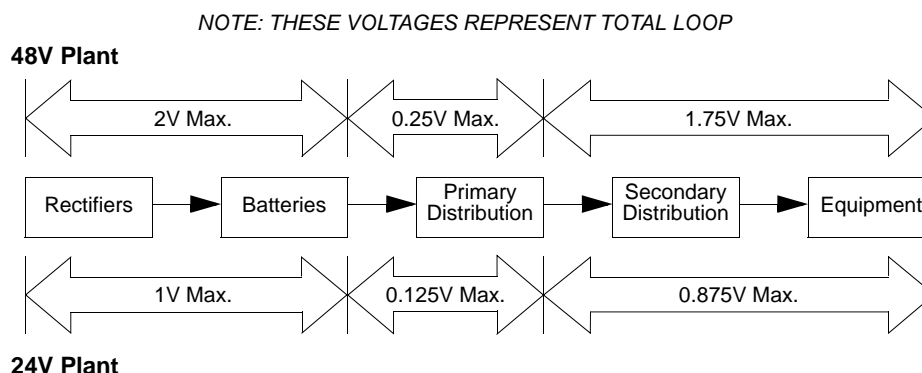 NOTE: THESE VOLTAGES REPRESENT TOTAL LOOP
48V Plant
2V Max.
0.25V Max.
1.75V Max.
Rectifiers
Batteries
Primary
Distribution
Secondary
Distribution
Equipment
1V Max.
0.125V Max.
0.875V Max.
24V Plant